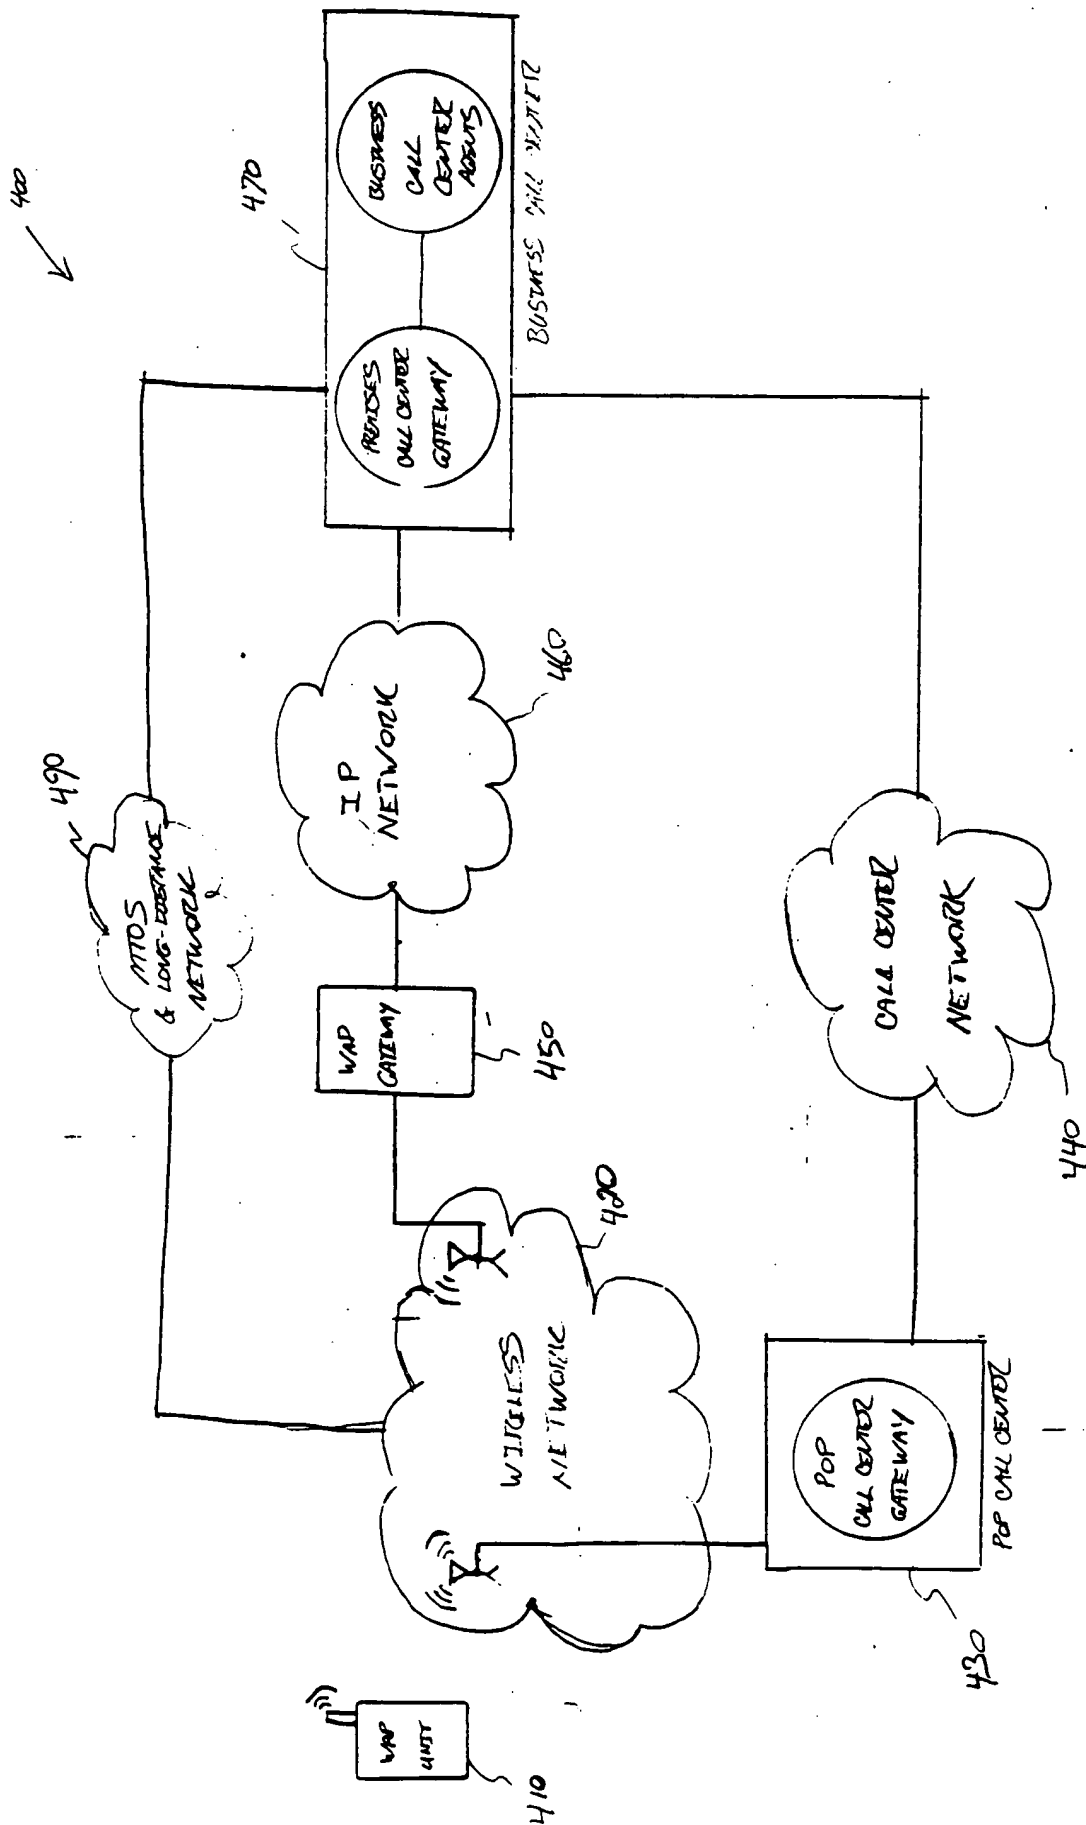 400
490
MTOS
& LONG-DISTANCE
NETWORK
470
PREMISES
CALL CENTER
GATEWAY
BUSINESS
CALL
CENTER
AGENTS
BUSINESS CALL CENTER
WAP
GATEWAY
450
IP
NETWORK
460
WAP
UNIT
410
WIRELESS
NETWORK
420
POP
CALL CENTER
GATEWAY
POP CALL CENTER
430
CALL CENTER
NETWORK
440